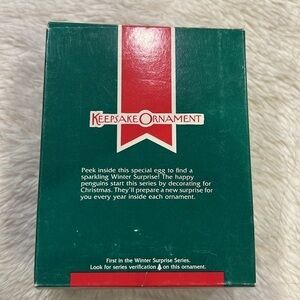 KEEPSAKE ORNAMENT
Peek inside this special egg to find a
sparkling Winter Surprise! The happy
penguins start this series by decorating for
Christmas. They'll prepare a new surprise for
you every year inside each ornament.
First in the Winter Surprise Series.
Look for series verification on this ornament.